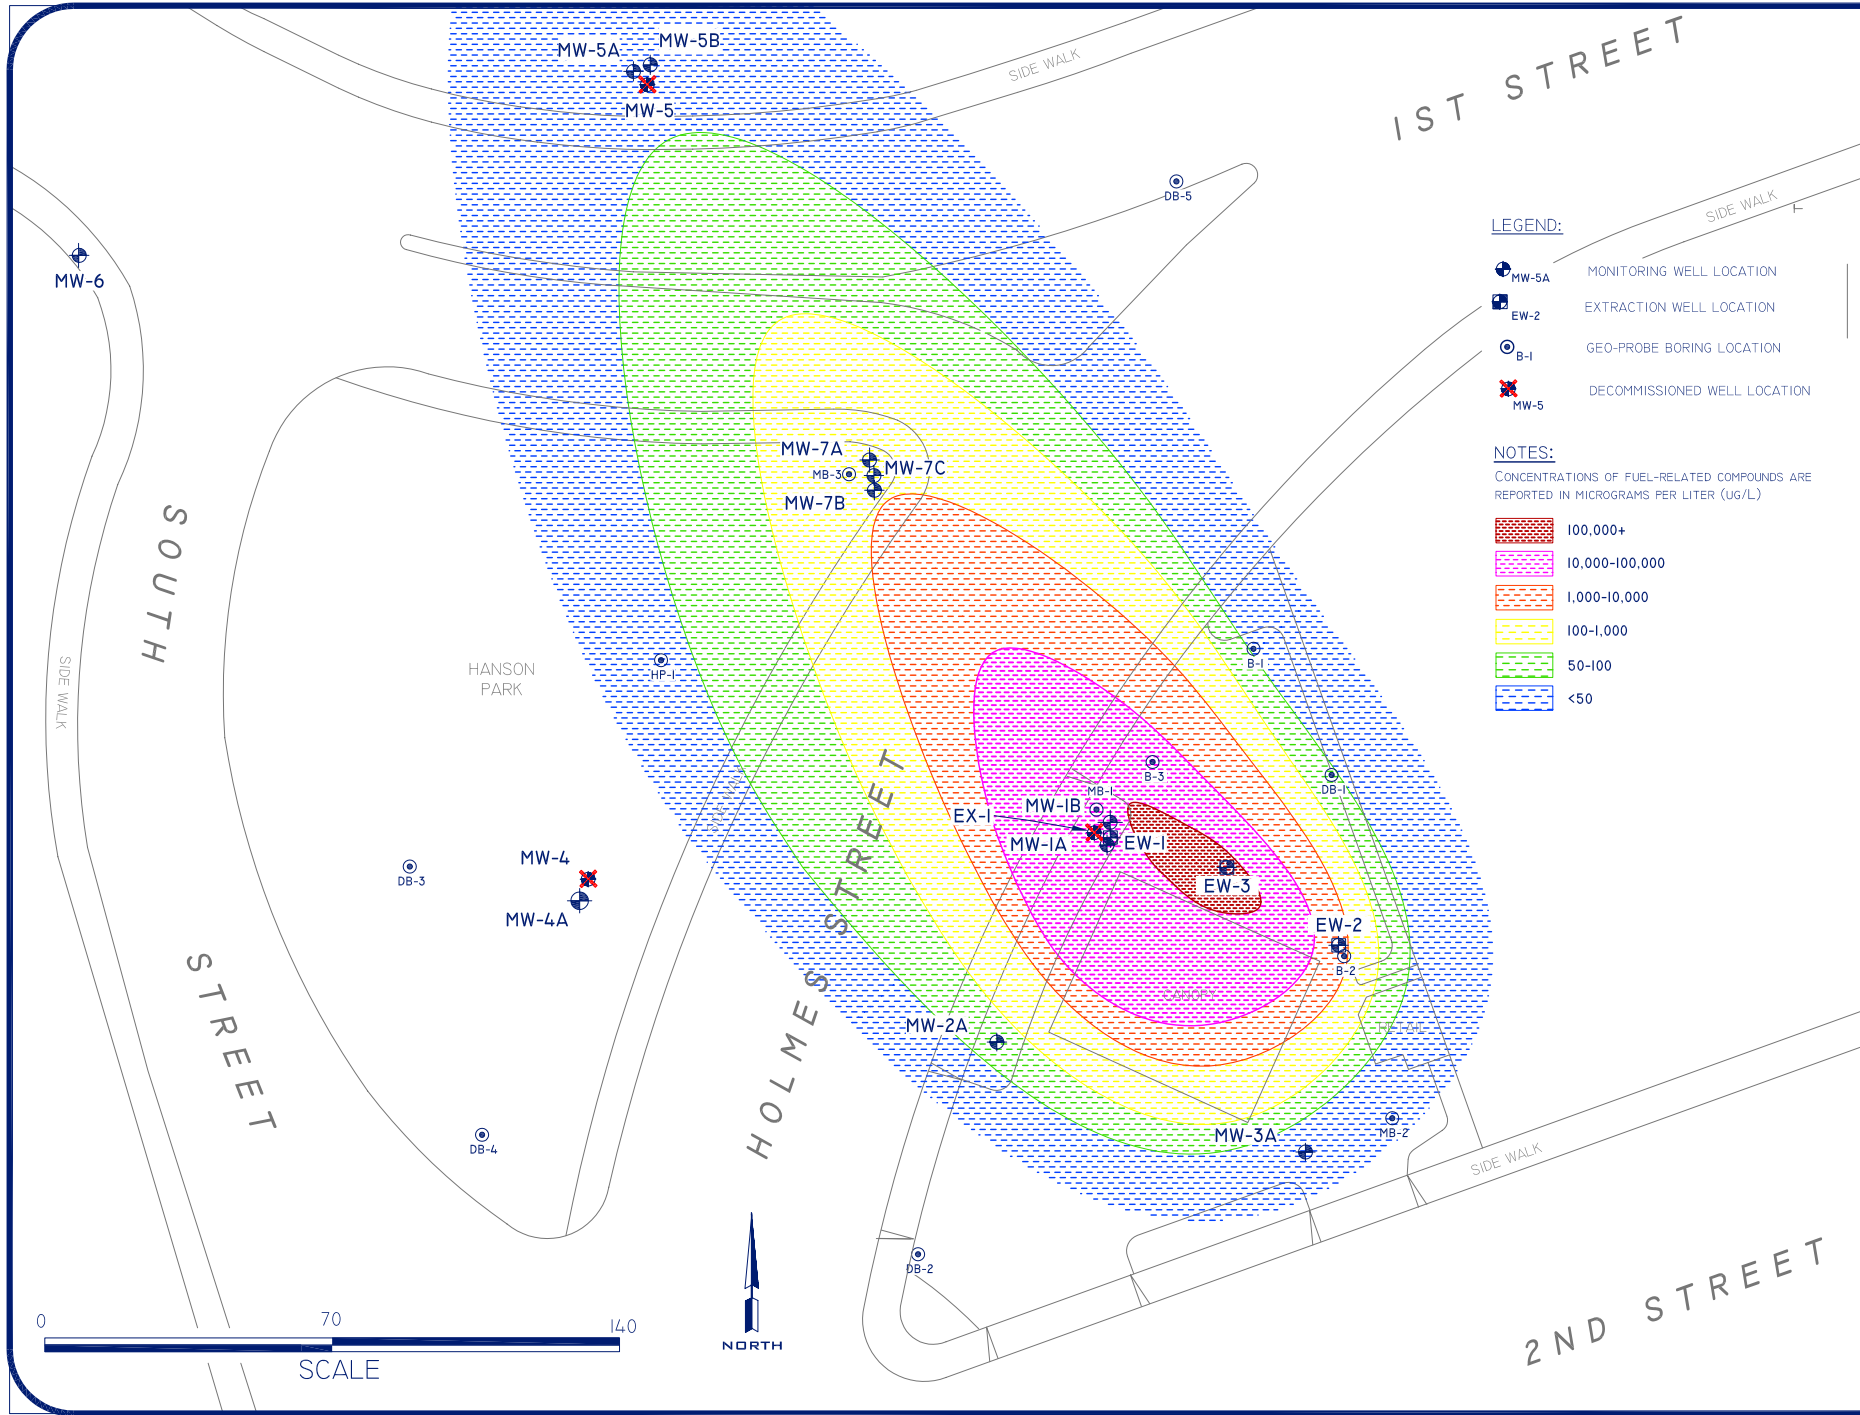 MW-5A
MW-5B
MW-5
SIDE WALK
1ST STREET
DB-5
SIDE WALK
MW-6
LEGEND:
MW-5A MONITORING WELL LOCATION
EW-2 EXTRACTION WELL LOCATION
B-1 GEO-PROBE BORING LOCATION
MW-5 DECOMMISSIONED WELL LOCATION
NOTES:
CONCENTRATIONS OF FUEL-RELATED COMPOUNDS ARE
REPORTED IN MICROGRAMS PER LITER (UG/L)
100,000+
10,000-100,000
1,000-10,000
100-1,000
50-100
<50
MW-7A
MB-3
MW-7C
MW-7B
SOUTH
STREET
SIDE WALK
HANSON
PARK
HP-1
B-1
B-3
DB-1
MB-1
MW-1B
EX-1
MW-1A
EW-1
EW-3
EW-2
B-2
SIDE WALK
HOLMES STREET
MW-4
MW-4A
DB-3
CANOPY
RETAIL
MW-2A
DB-4
MW-3A
MB-2
SIDE WALK
DB-2
2ND STREET
NORTH
0 70 140
SCALE